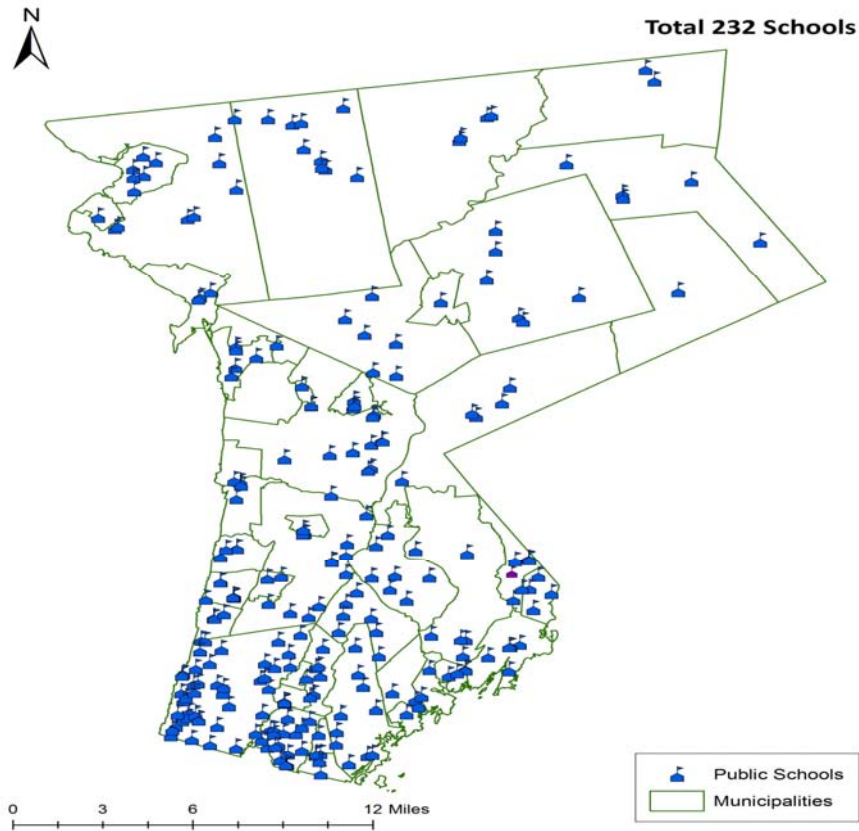 N
Total 232 Schools
Public Schools
Municipalities
0 3 6 12 Miles